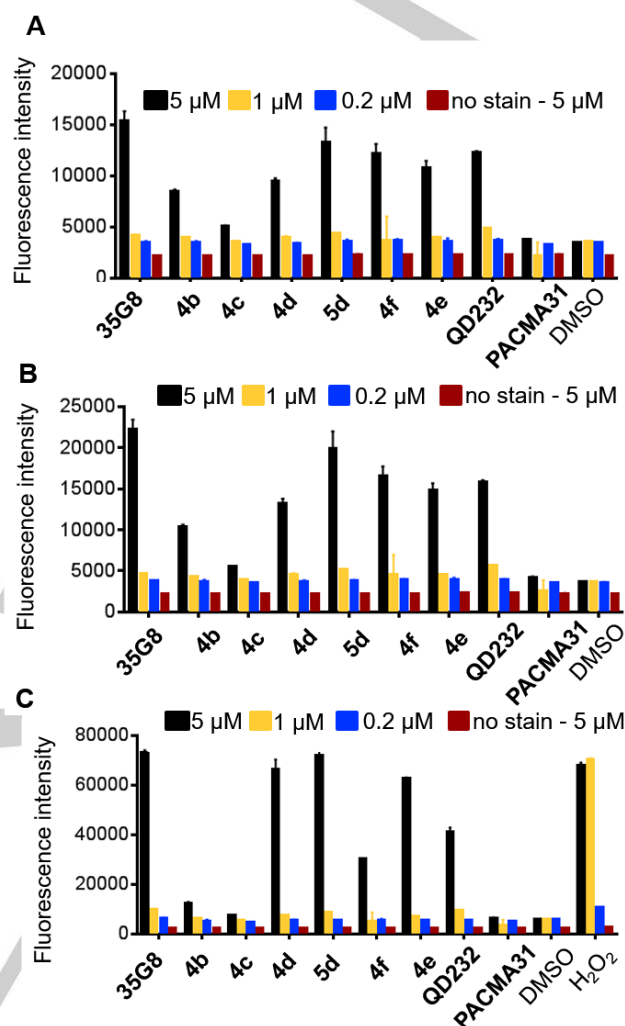 A
Fluorescence intensity
20000
15000
10000
5000
0
5 µM 1 µM 0.2 µM no stain - 5 µM
35G8 4b 4c 4d 5d 4f 4e QD232 PACMA31 DMSO
B
Fluorescence intensity
25000
20000
15000
10000
5000
0
5 µM 1 µM 0.2 µM no stain - 5 µM
35G8 4b 4c 4d 5d 4f 4e QD232 PACMA31 DMSO
C
Fluorescence intensity
80000
60000
40000
20000
0
5 µM 1 µM 0.2 µM no stain - 5 µM
35G8 4b 4c 4d 5d 4f 4e QD232 PACMA31 DMSO H₂O₂